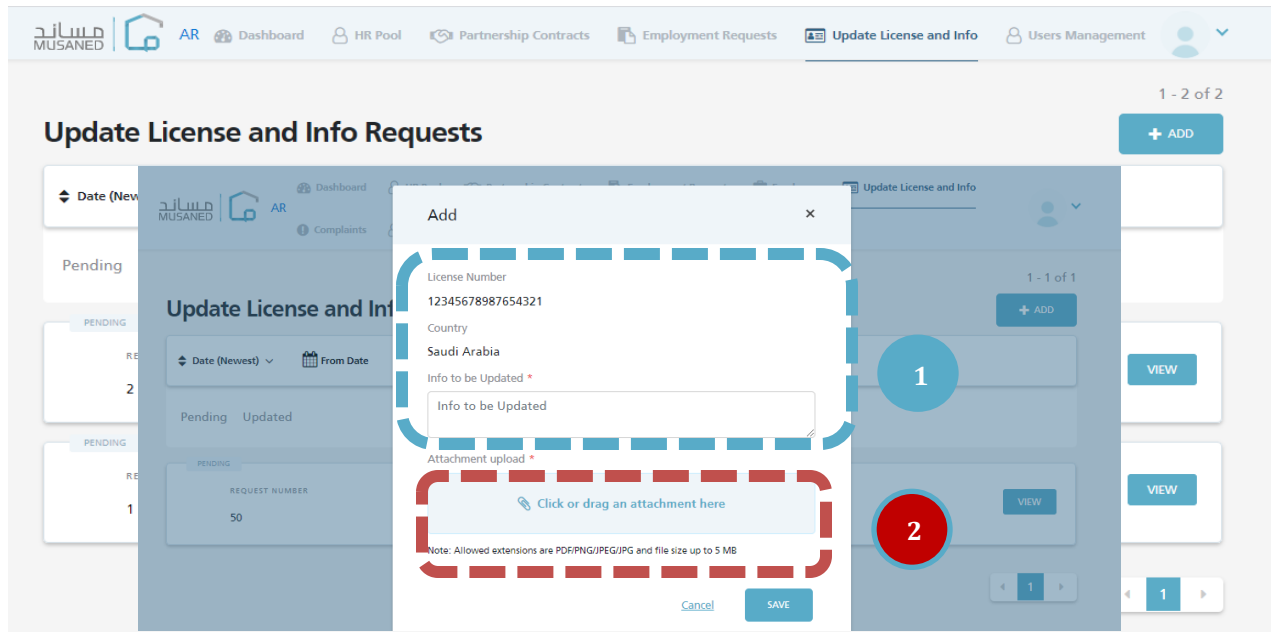 مساند
MUSANED
AR
Dashboard
HR Pool
Partnership Contracts
Employment Requests
Update License and Info
Users Management
1 - 2 of 2
Update License and Info Requests
+ ADD
Date (New
Pending
PENDING
RE
2
VIEW
PENDING
RE
1
VIEW
1
مساند
MUSANED
AR
Dashboard
Update License and Info
Complaints
1 - 1 of 1
Update License and Inf
+ ADD
Date (Newest)
From Date
Pending Updated
PENDING
REQUEST NUMBER
50
VIEW
1
Add
×
License Number
12345678987654321
Country
Saudi Arabia
Info to be Updated *
Info to be Updated
Attachment upload *
Click or drag an attachment here
Note: Allowed extensions are PDF/PNG/JPEG/JPG and file size up to 5 MB
Cancel
SAVE
1
2